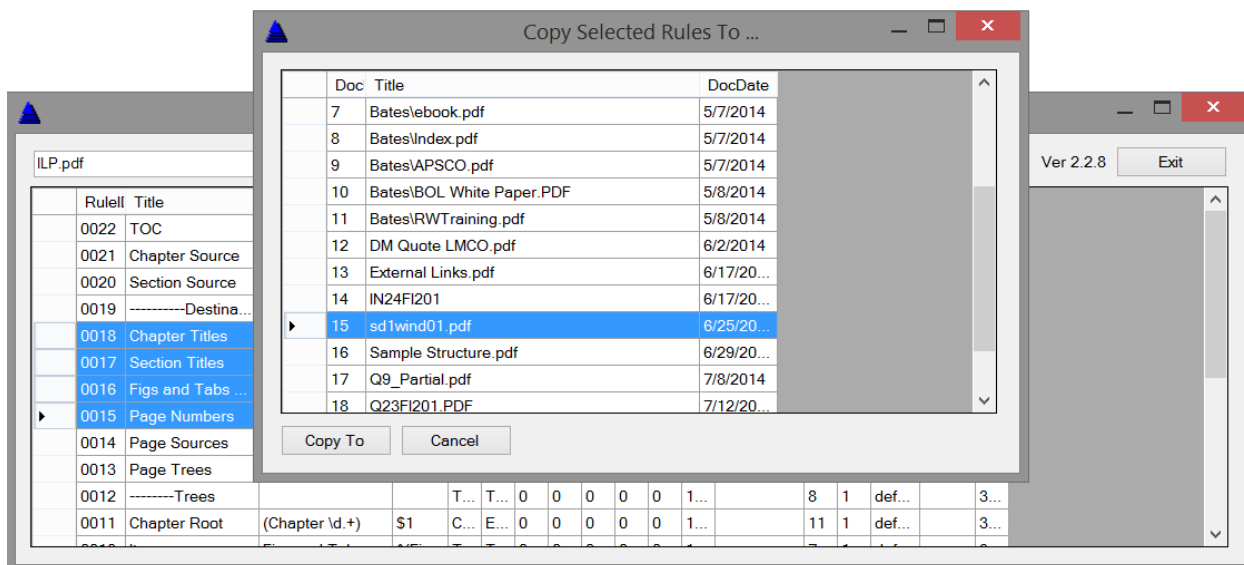 Copy Selected Rules To ...
Doc Title DocDate
7 Bates\ebook.pdf 5/7/2014
8 Bates\Index.pdf 5/7/2014
9 Bates\APSCO.pdf 5/7/2014
10 Bates\BOL White Paper.PDF 5/8/2014
11 Bates\RWTraining.pdf 5/8/2014
12 DM Quote LMCO.pdf 6/2/2014
13 External Links.pdf 6/17/20...
14 IN24FI201 6/17/20...
15 sd1wind01.pdf 6/25/20...
16 Sample Structure.pdf 6/29/20...
17 Q9_Partial.pdf 7/8/2014
18 Q23FI201.PDF 7/12/20...
Copy To Cancel
ILP.pdf Ver 2.2.8 Exit
RuleI Title
0022 TOC
0021 Chapter Source
0020 Section Source
0019 ----------Destina...
0018 Chapter Titles
0017 Section Titles
0016 Figs and Tabs ...
0015 Page Numbers
0014 Page Sources
0013 Page Trees
0012 --------Trees T... T... 0 0 0 0 0 1... 8 1 def... 3...
0011 Chapter Root (Chapter \d.+) $1 C... E... 0 0 0 0 0 1... 11 1 def... 3...